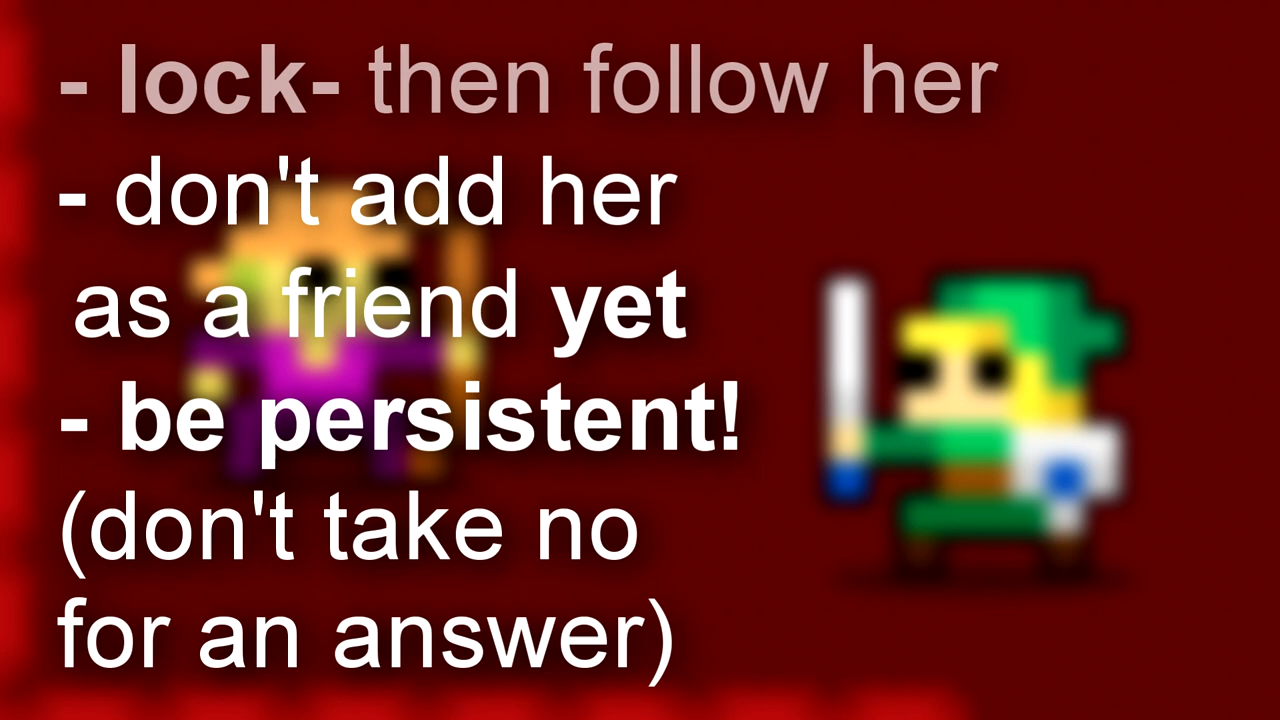 - lock- then follow her
- don't add her
as a friend yet
- be persistent!
(don't take no
for an answer)